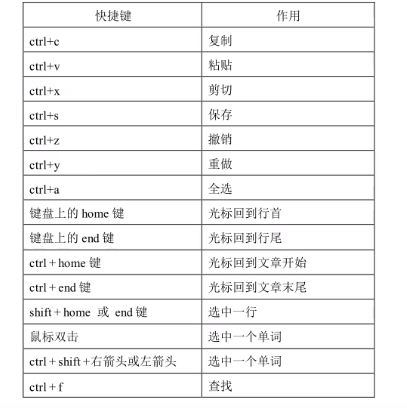 快捷键 作用
ctrl+c 复制
ctrl+v 粘贴
ctrl+x 剪切
ctrl+s 保存
ctrl+z 撤销
ctrl+y 重做
ctrl+a 全选
键盘上的 home 键 光标回到行首
键盘上的 end 键 光标回到行尾
ctrl + home 键 光标回到文章开始
ctrl + end 键 光标回到文章末尾
shift + home 或 end 键 选中一行
鼠标双击 选中一个单词
ctrl + shift +右箭头或左箭头 选中一个单词
ctrl + f 查找